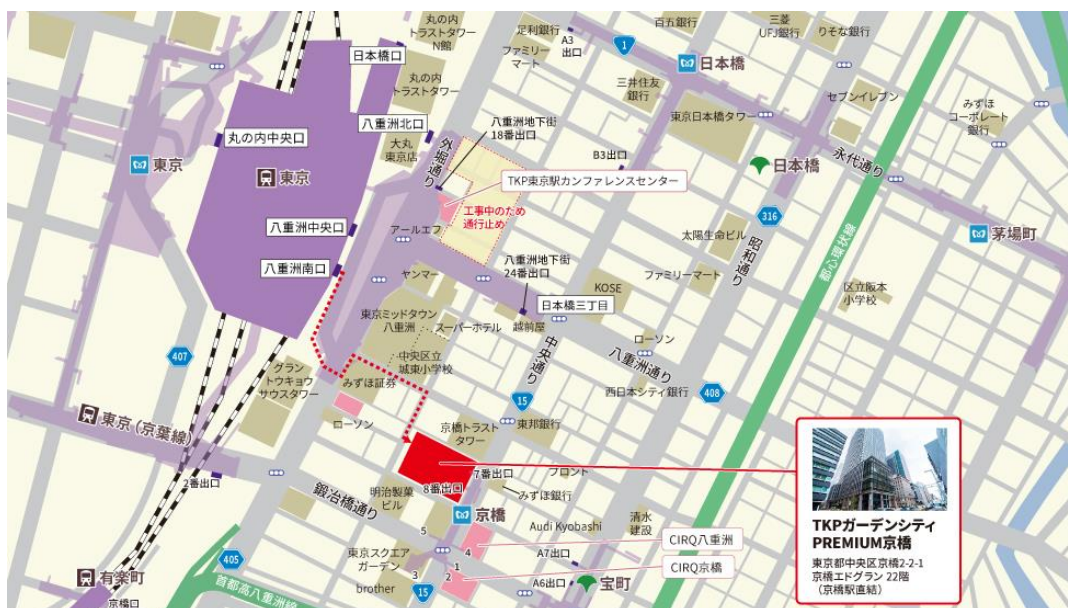 丸の内
トラストタワー
N館
足利銀行
A3
出口
ファミリー
マート
1
百五銀行
三菱
UFJ銀行
りそな銀行
日本橋口
丸の内
トラストタワー
日本橋
三井住友
銀行
セブンイレブン
みずほ
コーポレート
銀行
八重洲北口
大丸
東京店
八重洲地下街
18番出口
外堀通り
東京日本橋タワー
丸の内中央口
東京
東京
B3出口
日本橋
永代通り
TKP東京駅カンファレンスセンター
工事中のため
通行止め
316
昭和通り
都心環状線
茅場町
八重洲中央口
アールエフ
太陽生命ビル
八重洲南口
ヤンマー
八重洲地下街
24番出口
KOSE
ファミリーマート
区立阪本
小学校
日本橋三丁目
東京ミッドタウン
八重洲
スーパーホテル
越前屋
中央通り
八重洲通り
ローソン
407
グラン
トウキョウ
サウスタワー
中央区立
城東小学校
みずほ証券
15
西日本シティ銀行
408
東京(京葉線)
ローソン
京橋トラスト
タワー
東邦銀行
2番出口
鍛冶橋通り
明治製菓
ビル
8番出口
7番出口
フロント
みずほ銀行
京橋
5
Audi Kyobashi
清水
建設
405
東京スクエア
ガーデン
4
A7出口
CIRQ八重洲
1
2
3
CIRQ京橋
brother
15
A6出口
宝町
有楽町
京橋口
首都高八重洲線
TKPガーデンシティ
PREMIUM京橋
東京都中央区京橋2-2-1
京橋エドグラン 22階
(京橋駅直結)